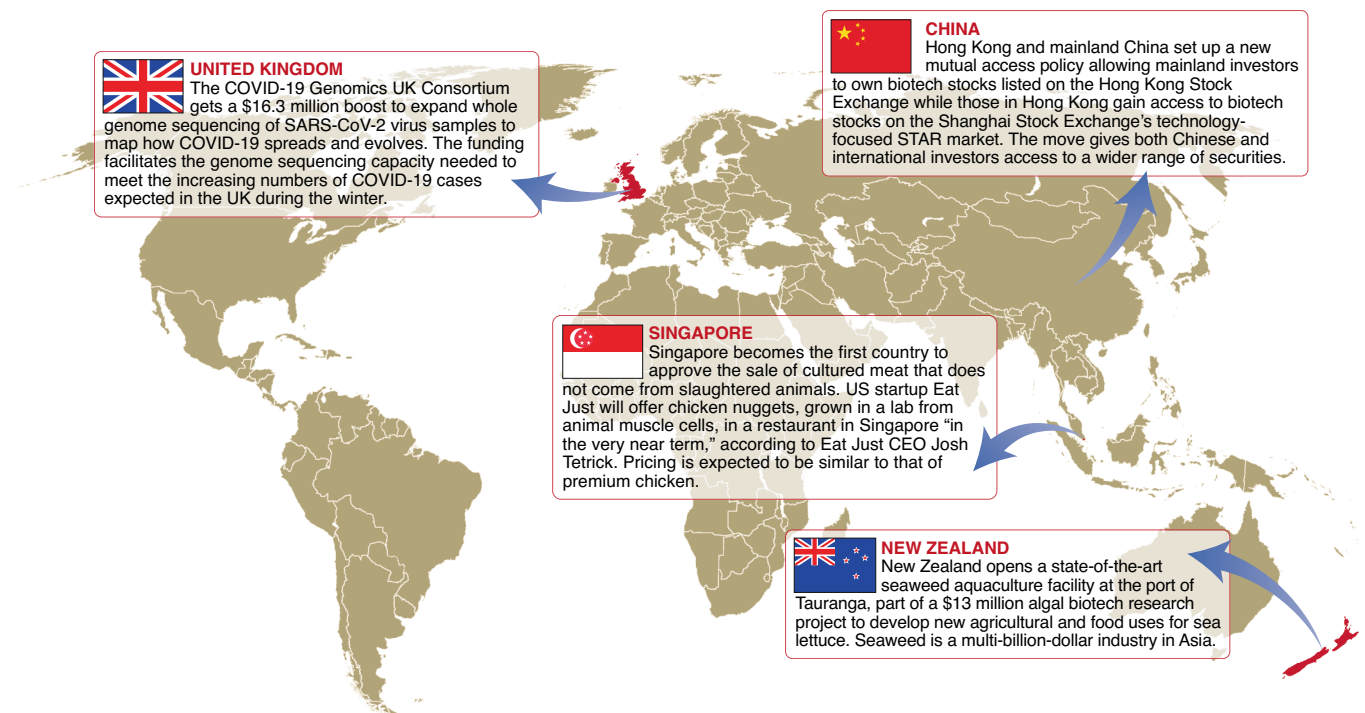 UNITED KINGDOM
The COVID-19 Genomics UK Consortium
gets a $16.3 million boost to expand whole
genome sequencing of SARS-CoV-2 virus samples to
map how COVID-19 spreads and evolves. The funding
facilitates the genome sequencing capacity needed to
meet the increasing numbers of COVID-19 cases
expected in the UK during the winter.
CHINA
Hong Kong and mainland China set up a new
mutual access policy allowing mainland investors
to own biotech stocks listed on the Hong Kong Stock
Exchange while those in Hong Kong gain access to biotech
stocks on the Shanghai Stock Exchange’s technology-
focused STAR market. The move gives both Chinese and
international investors access to a wider range of securities.
SINGAPORE
Singapore becomes the first country to
approve the sale of cultured meat that does
not come from slaughtered animals. US startup Eat
Just will offer chicken nuggets, grown in a lab from
animal muscle cells, in a restaurant in Singapore “in
the very near term,” according to Eat Just CEO Josh
Tetrick. Pricing is expected to be similar to that of
premium chicken.
NEW ZEALAND
New Zealand opens a state-of-the-art
seaweed aquaculture facility at the port of
Tauranga, part of a $13 million algal biotech research
project to develop new agricultural and food uses for sea
lettuce. Seaweed is a multi-billion-dollar industry in Asia.